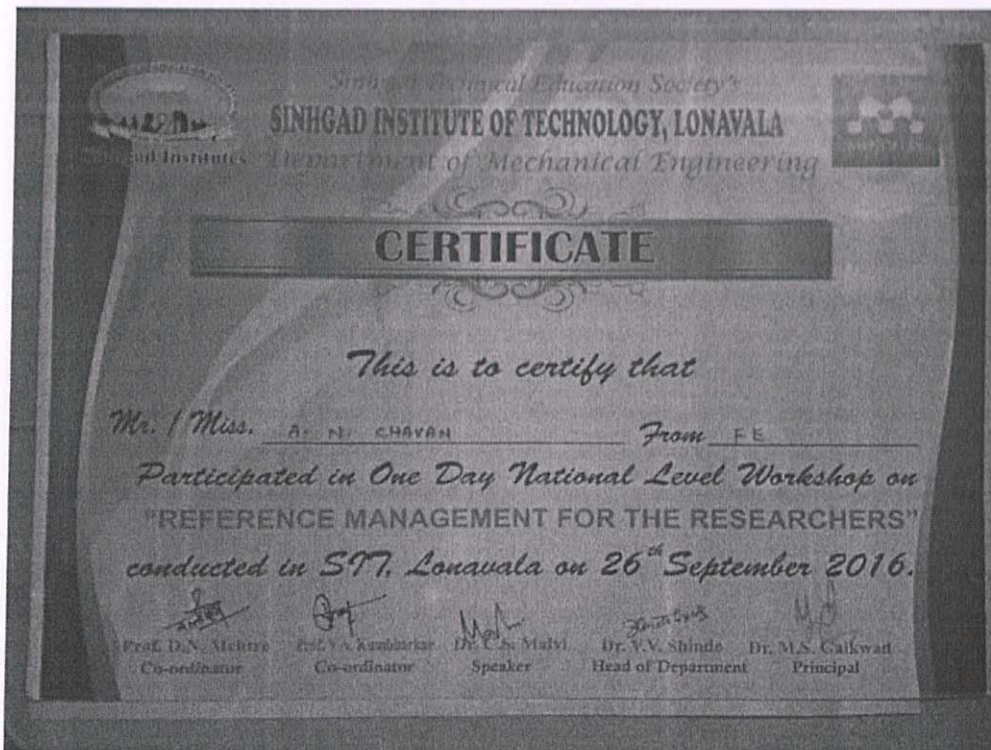 Sinhgad Technical Education Society's
SINHGAD INSTITUTE OF TECHNOLOGY, LONAVALA
Sinhgad Institutes
Department of Mechanical Engineering
CERTIFICATE
This is to certify that
Mr. / Miss. A. N. CHAVAN From FE
Participated in One Day National Level Workshop on
"REFERENCE MANAGEMENT FOR THE RESEARCHERS"
conducted in SIT, Lonavala on 26th September 2016.
Prof. D.N. Mehtre Dr. C.S. Malvi Dr. V.V. Shinde Dr. M.S. Gaikwad
Co-ordinator Co-ordinator Speaker Head of Department Principal